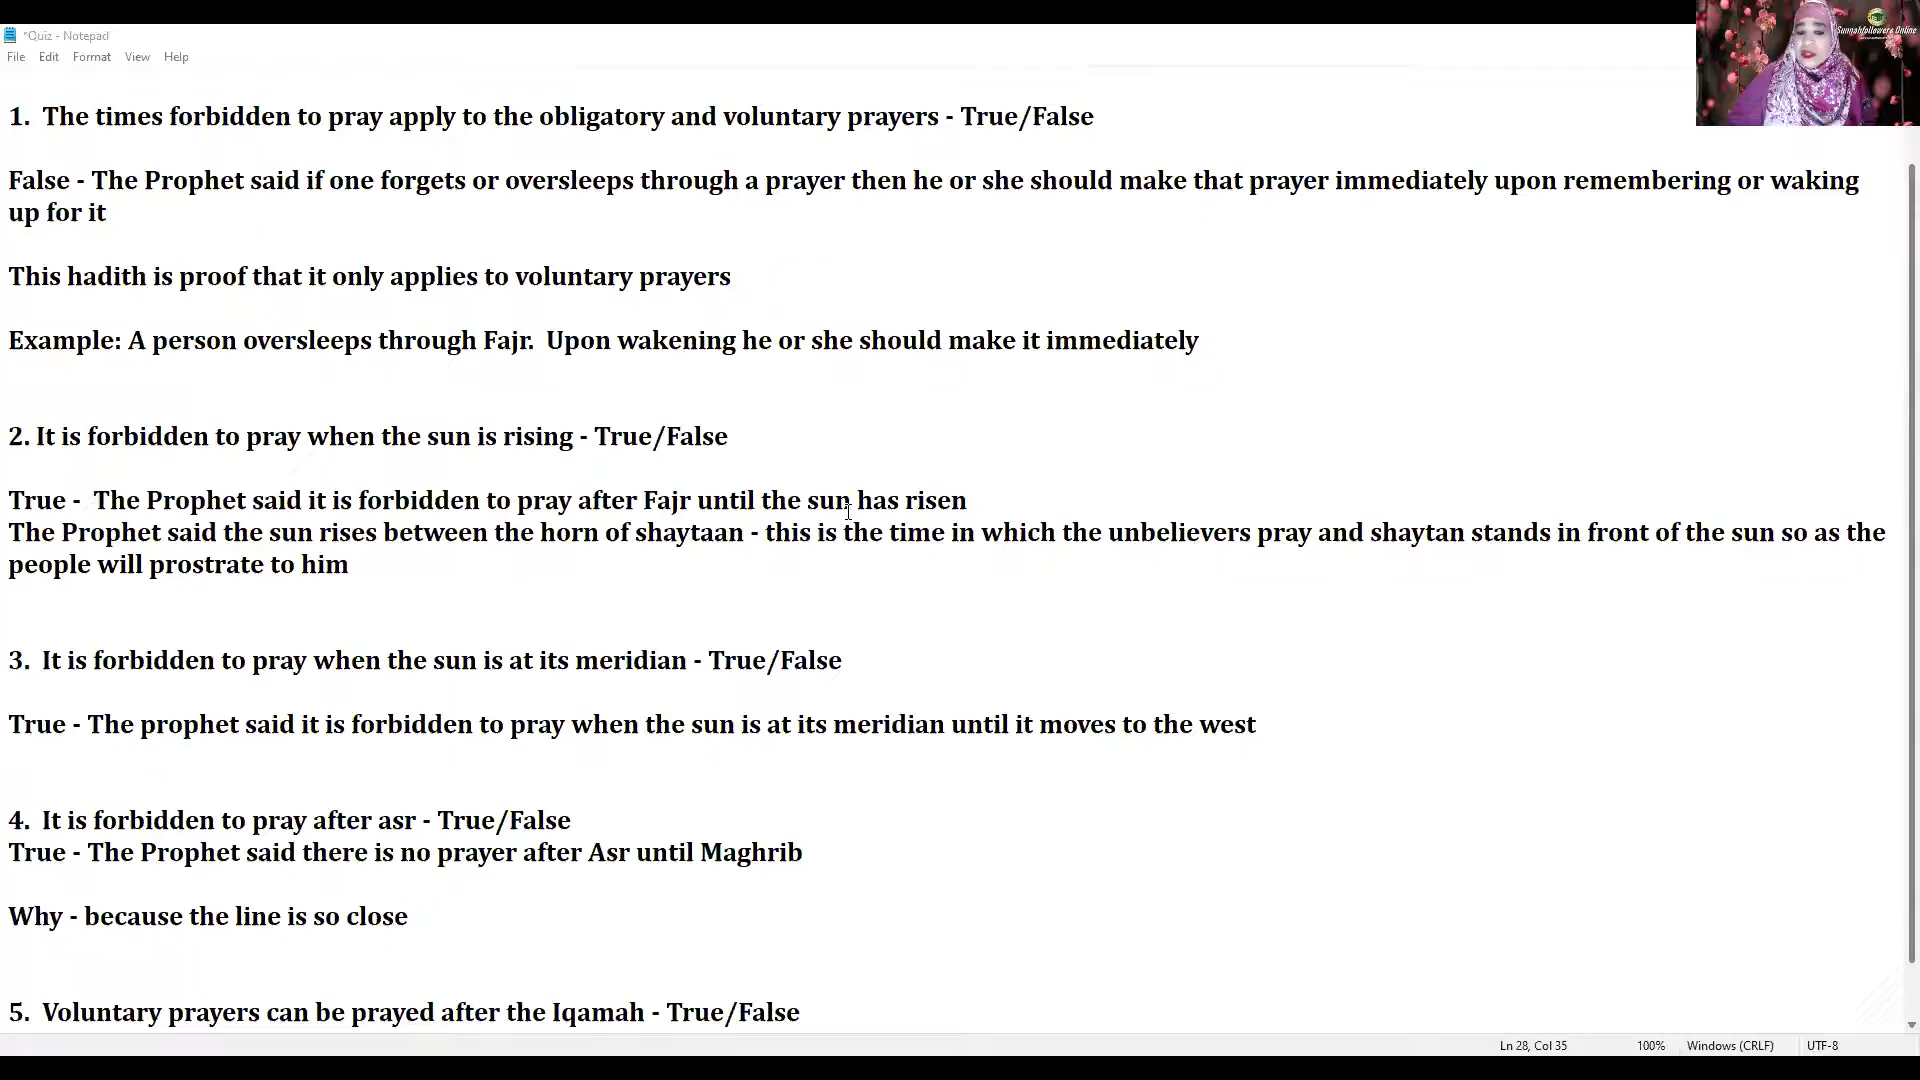 *Quiz - Notepad
Sunnahfollowers Online
File Edit Format View Help
1.  The times forbidden to pray apply to the obligatory and voluntary prayers - True/False
False - The Prophet said if one forgets or oversleeps through a prayer then he or she should make that prayer immediately upon remembering or waking
up for it
This hadith is proof that it only applies to voluntary prayers
Example: A person oversleeps through Fajr.  Upon wakening he or she should make it immediately
2. It is forbidden to pray when the sun is rising - True/False
True -  The Prophet said it is forbidden to pray after Fajr until the sun has risen
The Prophet said the sun rises between the horn of shaytaan - this is the time in which the unbelievers pray and shaytan stands in front of the sun so as the
people will prostrate to him
3.  It is forbidden to pray when the sun is at its meridian - True/False
True - The prophet said it is forbidden to pray when the sun is at its meridian until it moves to the west
4.  It is forbidden to pray after asr - True/False
True - The Prophet said there is no prayer after Asr until Maghrib
Why - because the line is so close
5.  Voluntary prayers can be prayed after the Iqamah - True/False
Ln 28, Col 35 100% Windows (CRLF) UTF-8